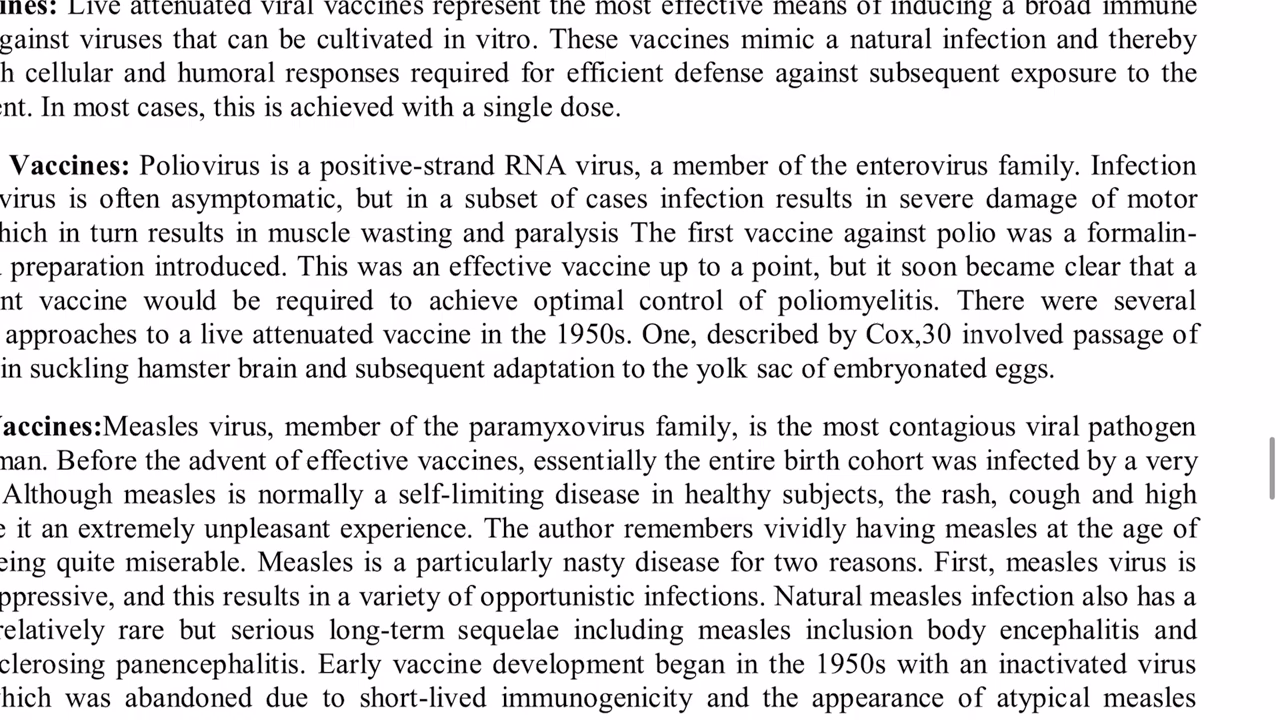 ines: Live attenuated viral vaccines represent the most effective means of inducing a broad immune
gainst viruses that can be cultivated in vitro. These vaccines mimic a natural infection and thereby
h cellular and humoral responses required for efficient defense against subsequent exposure to the
ent. In most cases, this is achieved with a single dose.
Vaccines: Poliovirus is a positive-strand RNA virus, a member of the enterovirus family. Infection
virus is often asymptomatic, but in a subset of cases infection results in severe damage of motor
hich in turn results in muscle wasting and paralysis The first vaccine against polio was a formalin-
preparation introduced. This was an effective vaccine up to a point, but it soon became clear that a
nt vaccine would be required to achieve optimal control of poliomyelitis. There were several
approaches to a live attenuated vaccine in the 1950s. One, described by Cox,30 involved passage of
in suckling hamster brain and subsequent adaptation to the yolk sac of embryonated eggs.
Vaccines:Measles virus, member of the paramyxovirus family, is the most contagious viral pathogen
man. Before the advent of effective vaccines, essentially the entire birth cohort was infected by a very
Although measles is normally a self-limiting disease in healthy subjects, the rash, cough and high
e it an extremely unpleasant experience. The author remembers vividly having measles at the age of
eing quite miserable. Measles is a particularly nasty disease for two reasons. First, measles virus is
ppressive, and this results in a variety of opportunistic infections. Natural measles infection also has a
relatively rare but serious long-term sequelae including measles inclusion body encephalitis and
clerosing panencephalitis. Early vaccine development began in the 1950s with an inactivated virus
hich was abandoned due to short-lived immunogenicity and the appearance of atypical measles